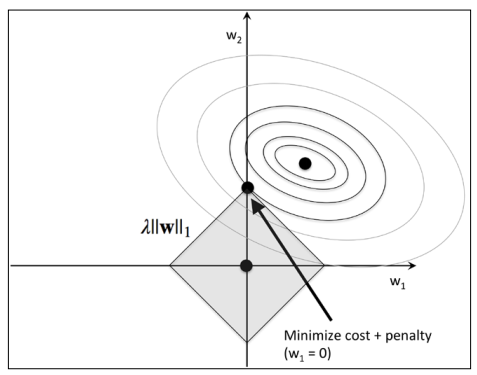 w₂
λ||w||₁
w₁
Minimize cost + penalty
(w₁ = 0)